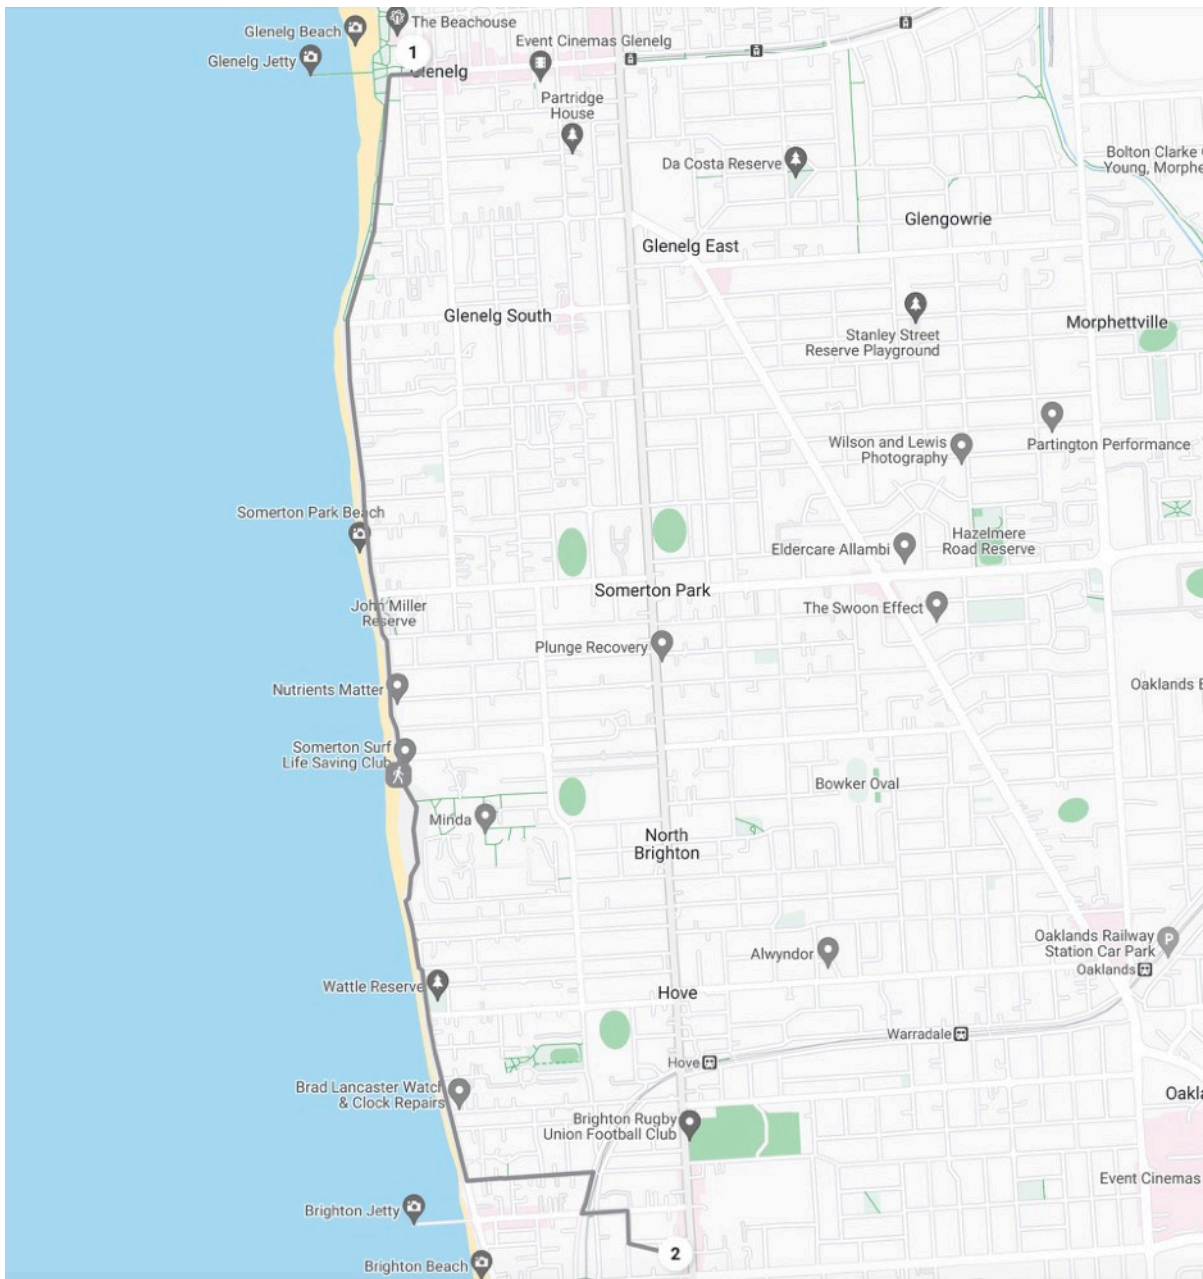 Glenelg Beach
The Beachouse
1
Event Cinemas Glenelg
Glenelg Jetty
Glenelg
Partridge
House
Da Costa Reserve
Bolton Clarke
Young, Morphe
Glengowrie
Glenelg East
Glenelg South
Morphettville
Stanley Street
Reserve Playground
Wilson and Lewis
Photography
Partington Performance
Somerton Park Beach
Hazelmere
Road Reserve
Eldercare Allambi
Somerton Park
John Miller
Reserve
The Swoon Effect
Plunge Recovery
Nutrients Matter
Oaklands E
Somerton Surf
Life Saving Club
Bowker Oval
Minda
North
Brighton
Oaklands Railway
Station Car Park
P
Alwyndor
Oaklands
Wattle Reserve
Hove
Warradale
Hove
Brad Lancaster Watch
& Clock Repairs
Oakla
Brighton Rugby
Union Football Club
Event Cinemas
Brighton Jetty
2
Brighton Beach